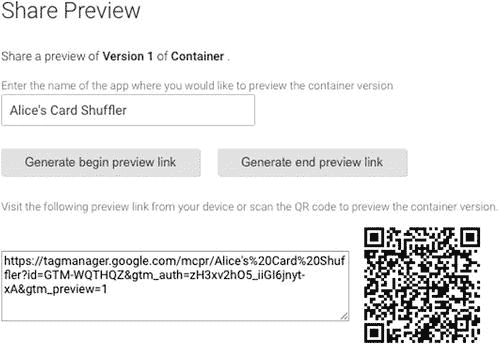 Share Preview
Share a preview of Version 1 of Container .
Enter the name of the app where you would like to preview the container version
Alice's Card Shuffler
Generate begin preview link
Generate end preview link
Visit the following preview link from your device or scan the QR code to preview the container version.
https://tagmanager.google.com/mcpr/Alice's%20Card%20Shuf
fler?id=GTM-WQTHQZ&gtm_auth=zH3xv2hO5_iiGI6jnyt-
xA&gtm_preview=1